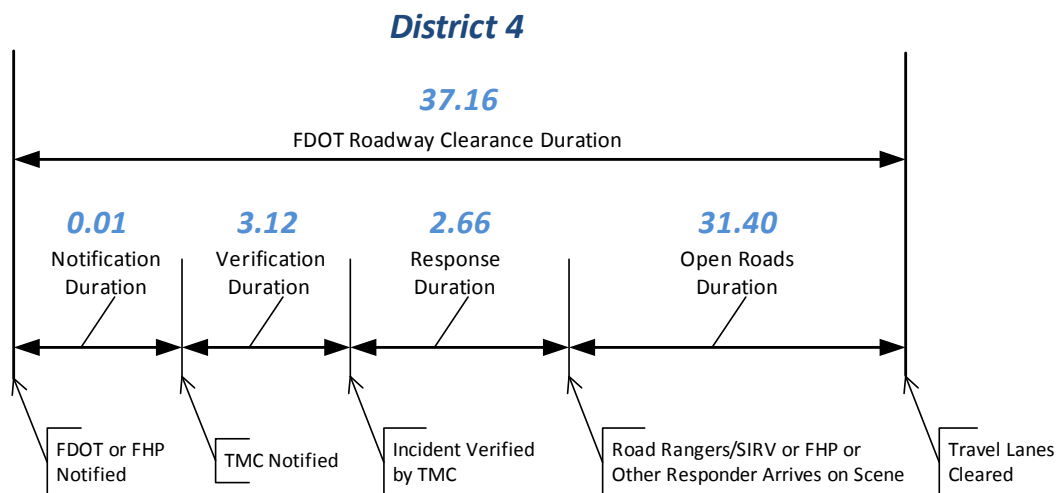 District 4
37.16
FDOT Roadway Clearance Duration
0.01
Notification
Duration
3.12
Verification
Duration
2.66
Response
Duration
31.40
Open Roads
Duration
FDOT or FHP
Notified
TMC Notified
Incident Verified
by TMC
Road Rangers/SIRV or FHP or
Other Responder Arrives on Scene
Travel Lanes
Cleared